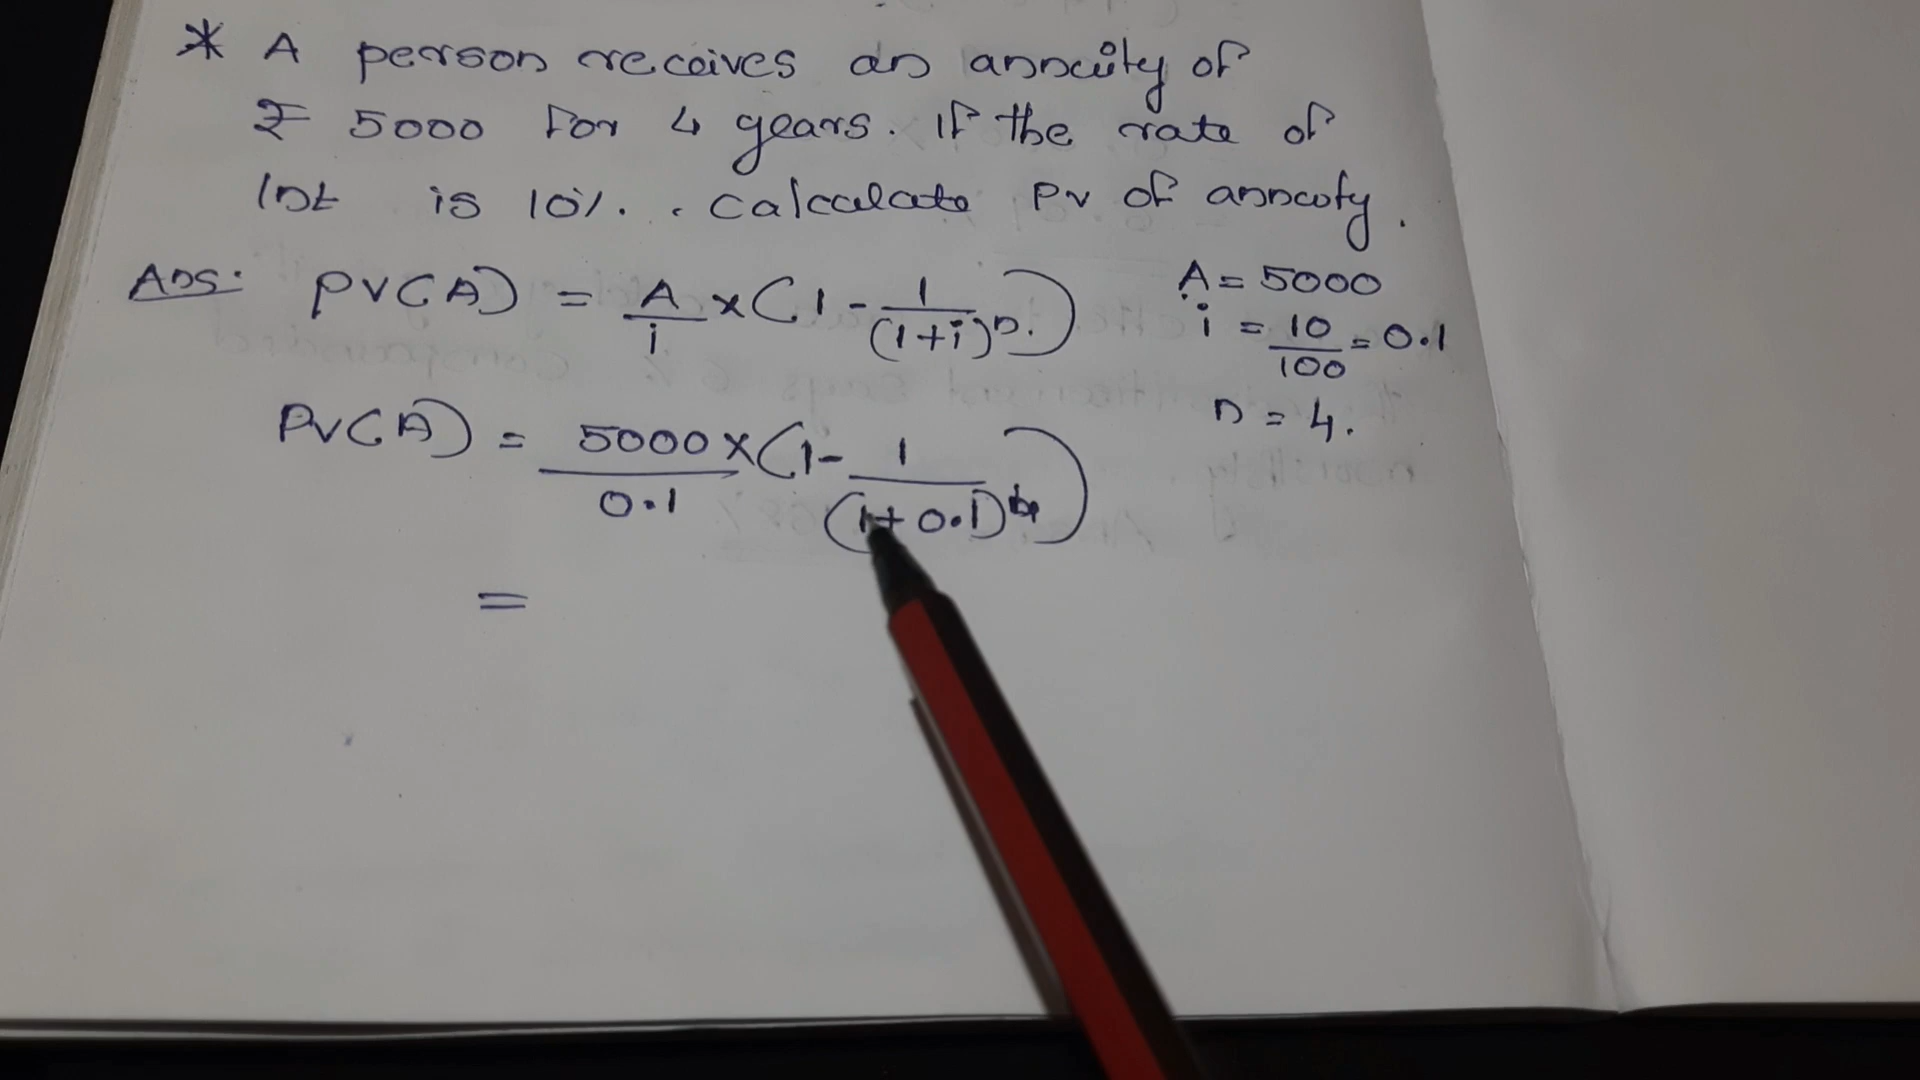 * A person receives an annuity of
₹ 5000 for 4 years. If the rate of
Int is 10%. . Calculate PV of annuty.
Ans: PV(A) = A/i × (1 - 1/(1+i)^n.)
A = 5000
i = 10/100 = 0.1
n = 4.
PV(A) = 5000/0.1 × (1 - 1/(1+0.1)^4)
=